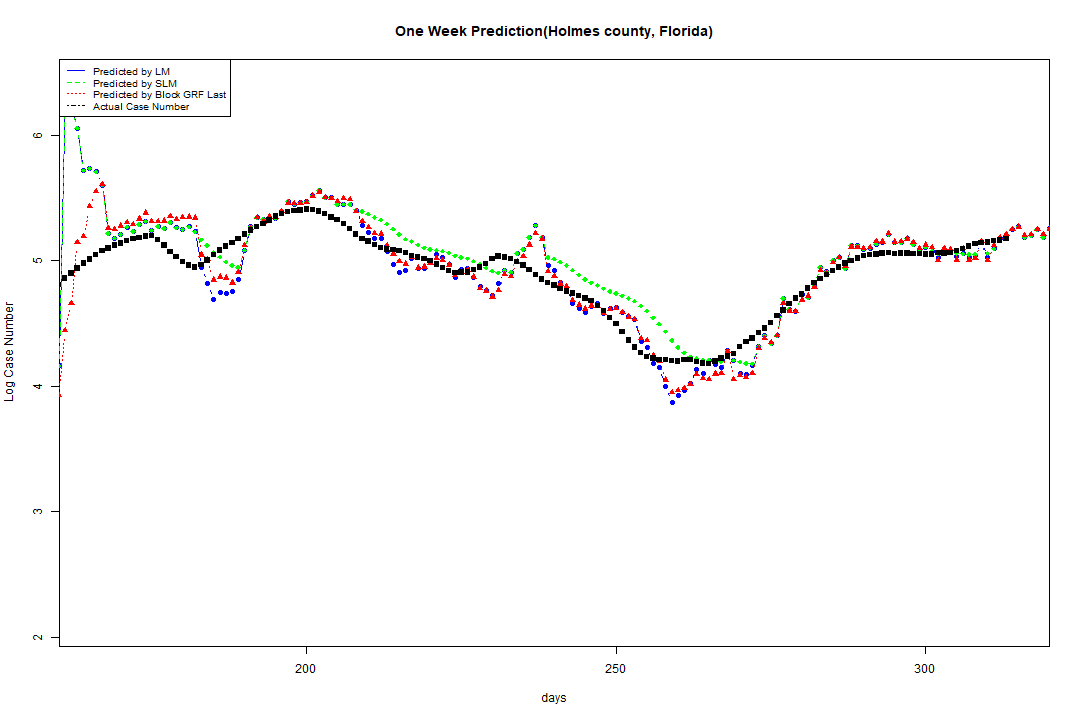 One Week Prediction(Holmes county, Florida)
Predicted by LM
Predicted by SLM
Predicted by Block GRF Last
Actual Case Number
6
5
4
3
2
Log Case Number
200
250
300
days